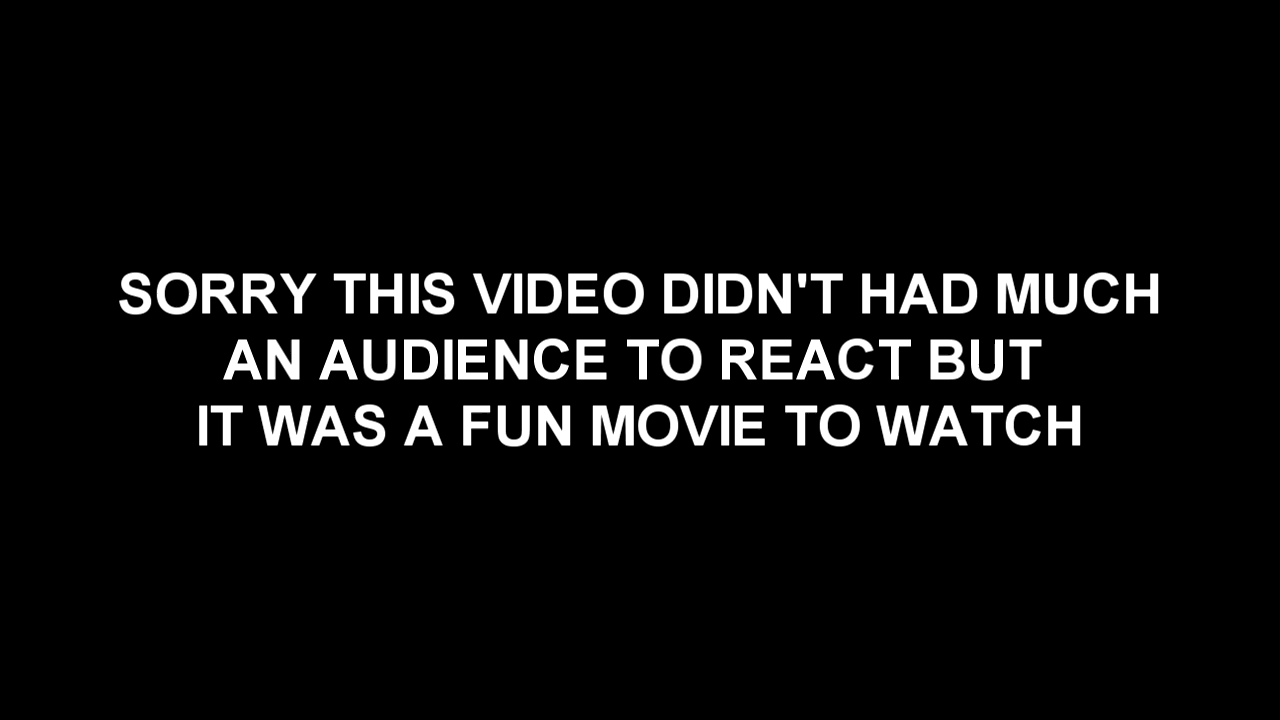 SORRY THIS VIDEO DIDN'T HAD MUCH
AN AUDIENCE TO REACT BUT
IT WAS A FUN MOVIE TO WATCH